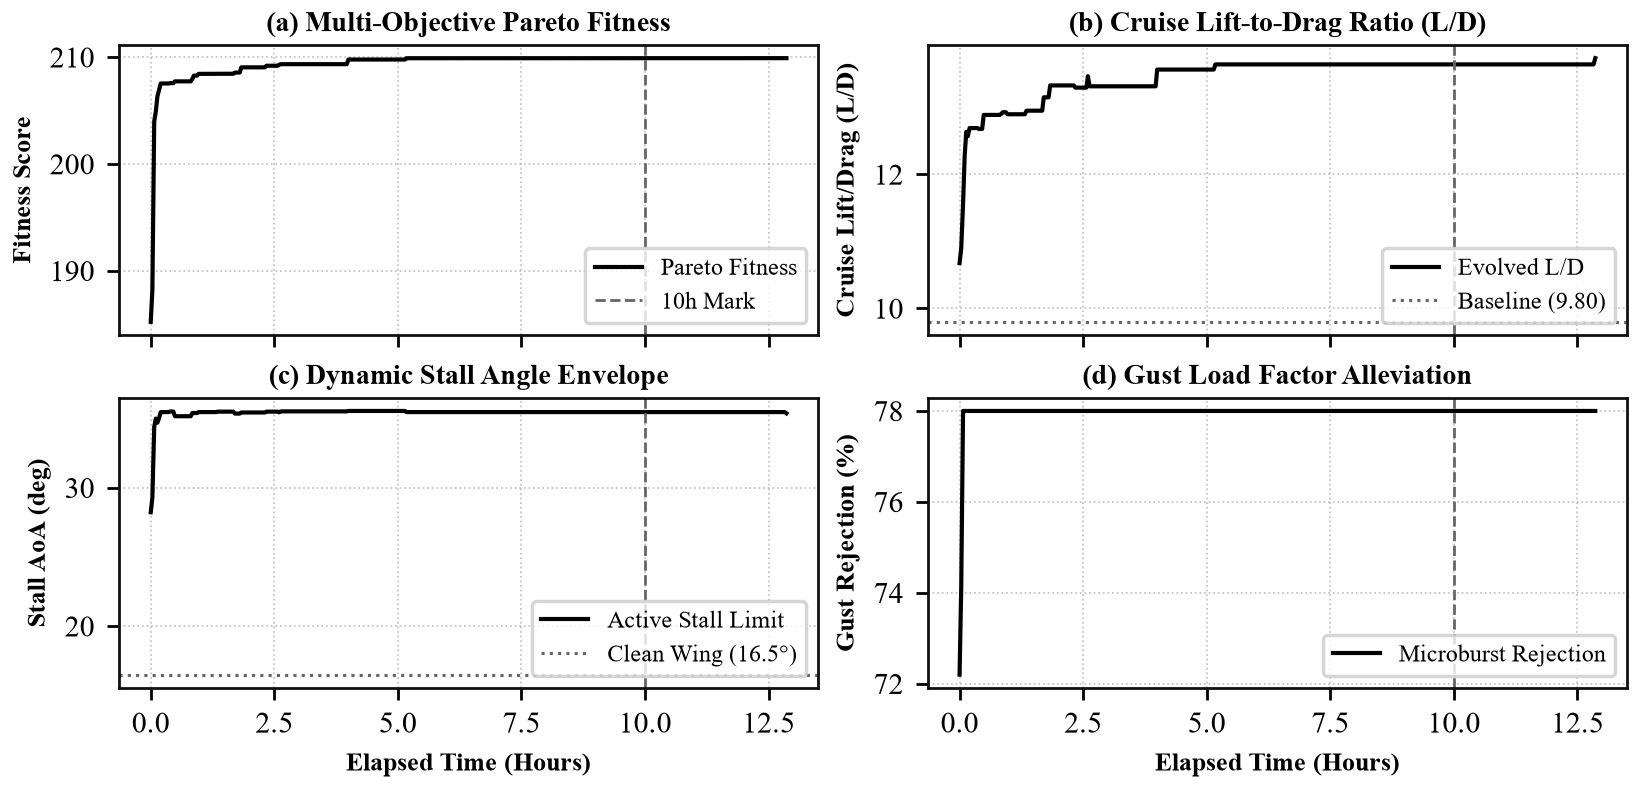 (a) Multi-Objective Pareto Fitness
Fitness Score
210
200
190
Pareto Fitness
10h Mark
(b) Cruise Lift-to-Drag Ratio (L/D)
Cruise Lift/Drag (L/D)
12
10
Evolved L/D
Baseline (9.80)
(c) Dynamic Stall Angle Envelope
Stall AoA (deg)
30
20
Active Stall Limit
Clean Wing (16.5°)
0.0 2.5 5.0 7.5 10.0 12.5
Elapsed Time (Hours)
(d) Gust Load Factor Alleviation
Gust Rejection (%)
78
76
74
72
Microburst Rejection
0.0 2.5 5.0 7.5 10.0 12.5
Elapsed Time (Hours)